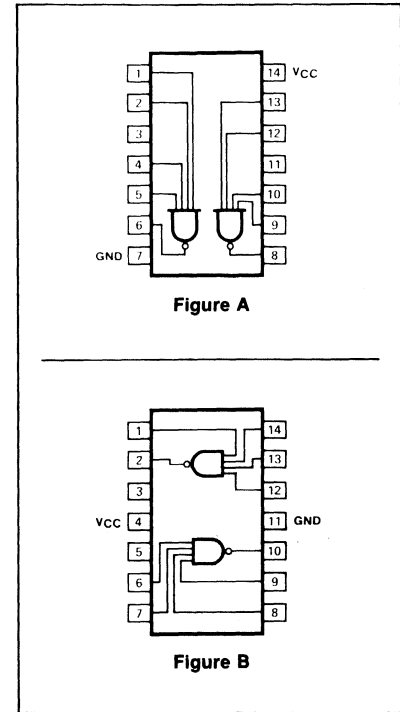 1 14 VCC
2 13
3 12
4 11
5 10
6 9
GND 7 8
Figure A
1 14
2 13
3 12
VCC 4 11 GND
5 10
6 9
7 8
Figure B